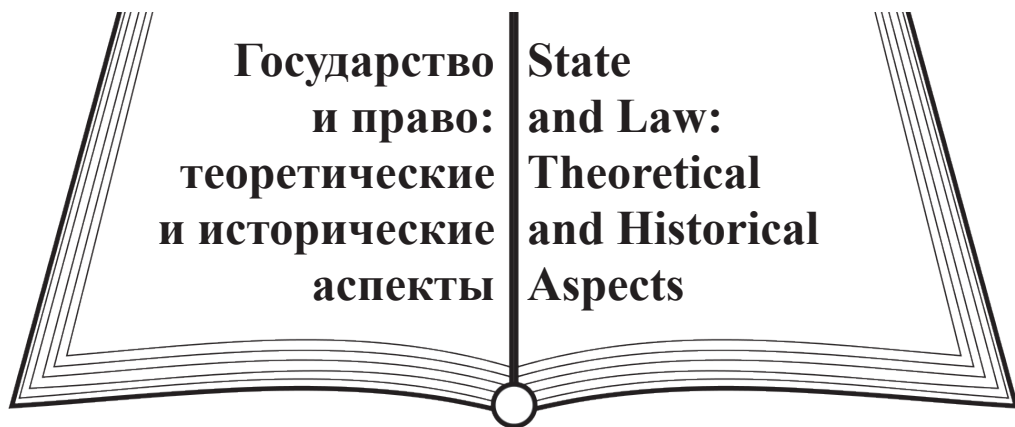 Государство
и право:
теоретические
и исторические
аспекты
State
and Law:
Theoretical
and Historical
Aspects